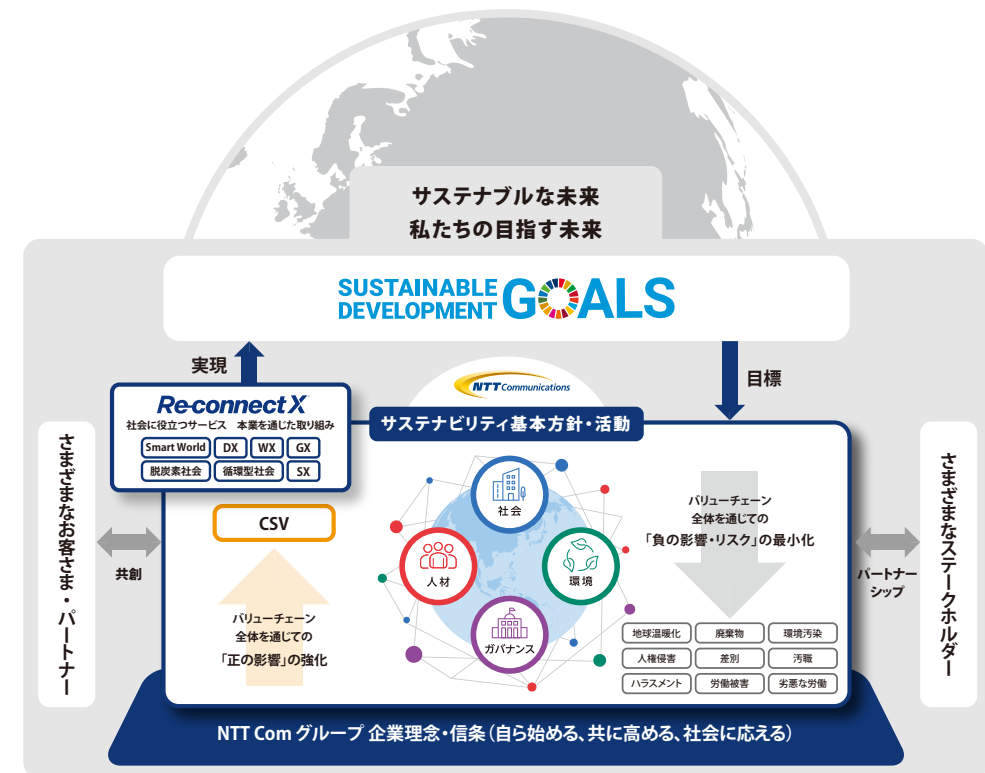 サステナブルな未来
私たちの目指す未来
SUSTAINABLE
DEVELOPMENT
GOALS
実現
目標
NTT Communications
Re-connect X
社会に役立つサービス 本業を通じた取り組み
Smart World
DX
WX
GX
脱炭素社会
循環型社会
SX
サステナビリティ基本方針・活動
さまざまなお客さま・パートナー
共創
CSV
バリューチェーン
全体を通じての
「正の影響」の強化
社会
人材
環境
ガバナンス
バリューチェーン
全体を通じての
「負の影響・リスク」の最小化
地球温暖化
廃棄物
環境汚染
人権侵害
差別
汚職
ハラスメント
労働被害
劣悪な労働
パートナー
シップ
さまざまなステークホルダー
NTT Com グループ 企業理念・信条(自ら始める、共に高める、社会に応える)